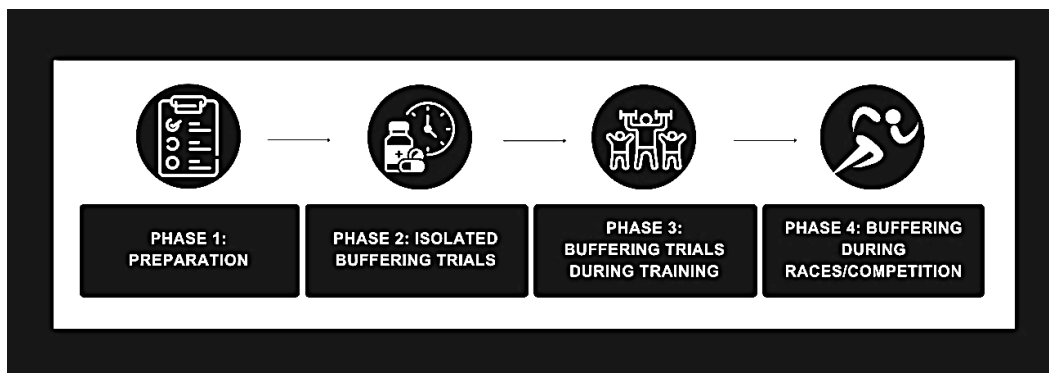 PHASE 1:
PREPARATION
PHASE 2: ISOLATED
BUFFERING TRIALS
PHASE 3:
BUFFERING TRIALS
DURING TRAINING
PHASE 4: BUFFERING
DURING
RACES/COMPETITION